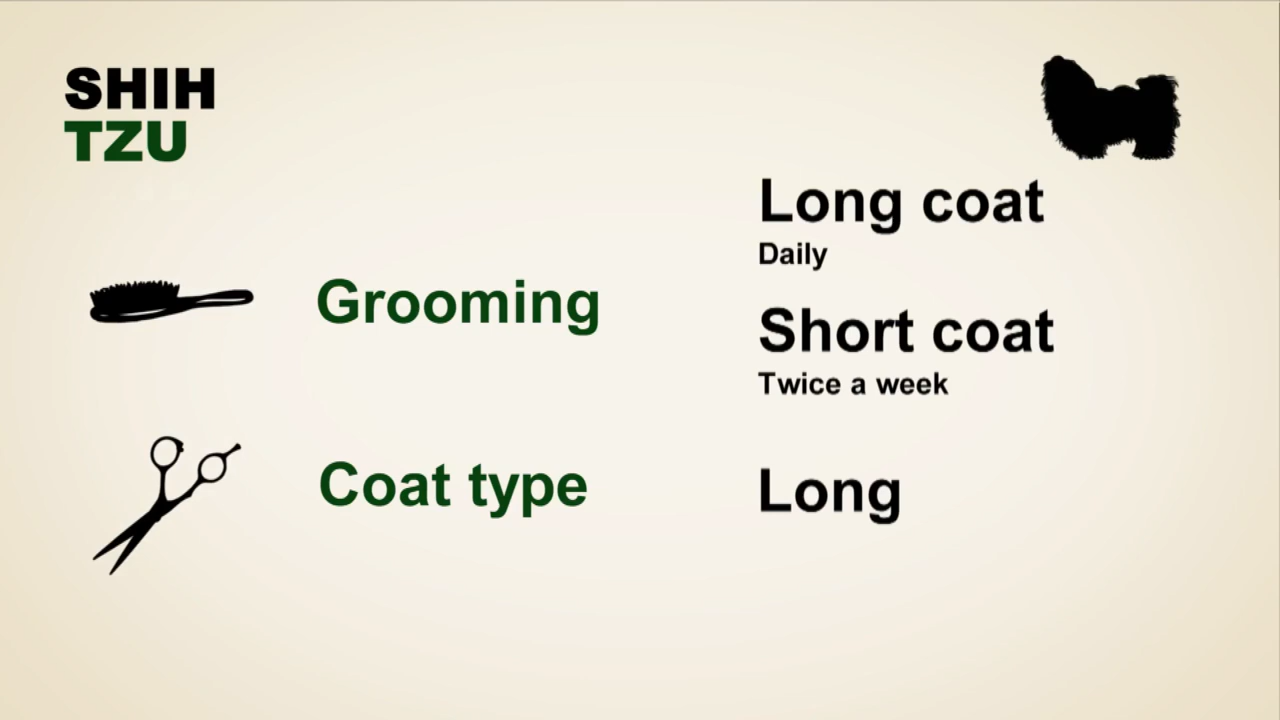 SHIH
TZU
Grooming
Long coat
Daily
Short coat
Twice a week
Coat type
Long